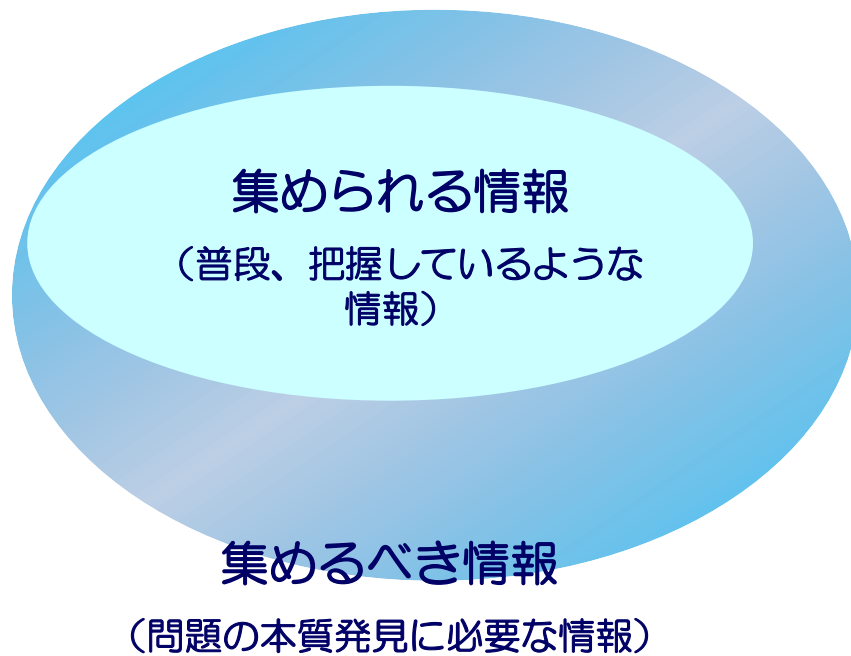 集められる情報
（普段、把握しているような
情報）
集めるべき情報
（問題の本質発見に必要な情報）